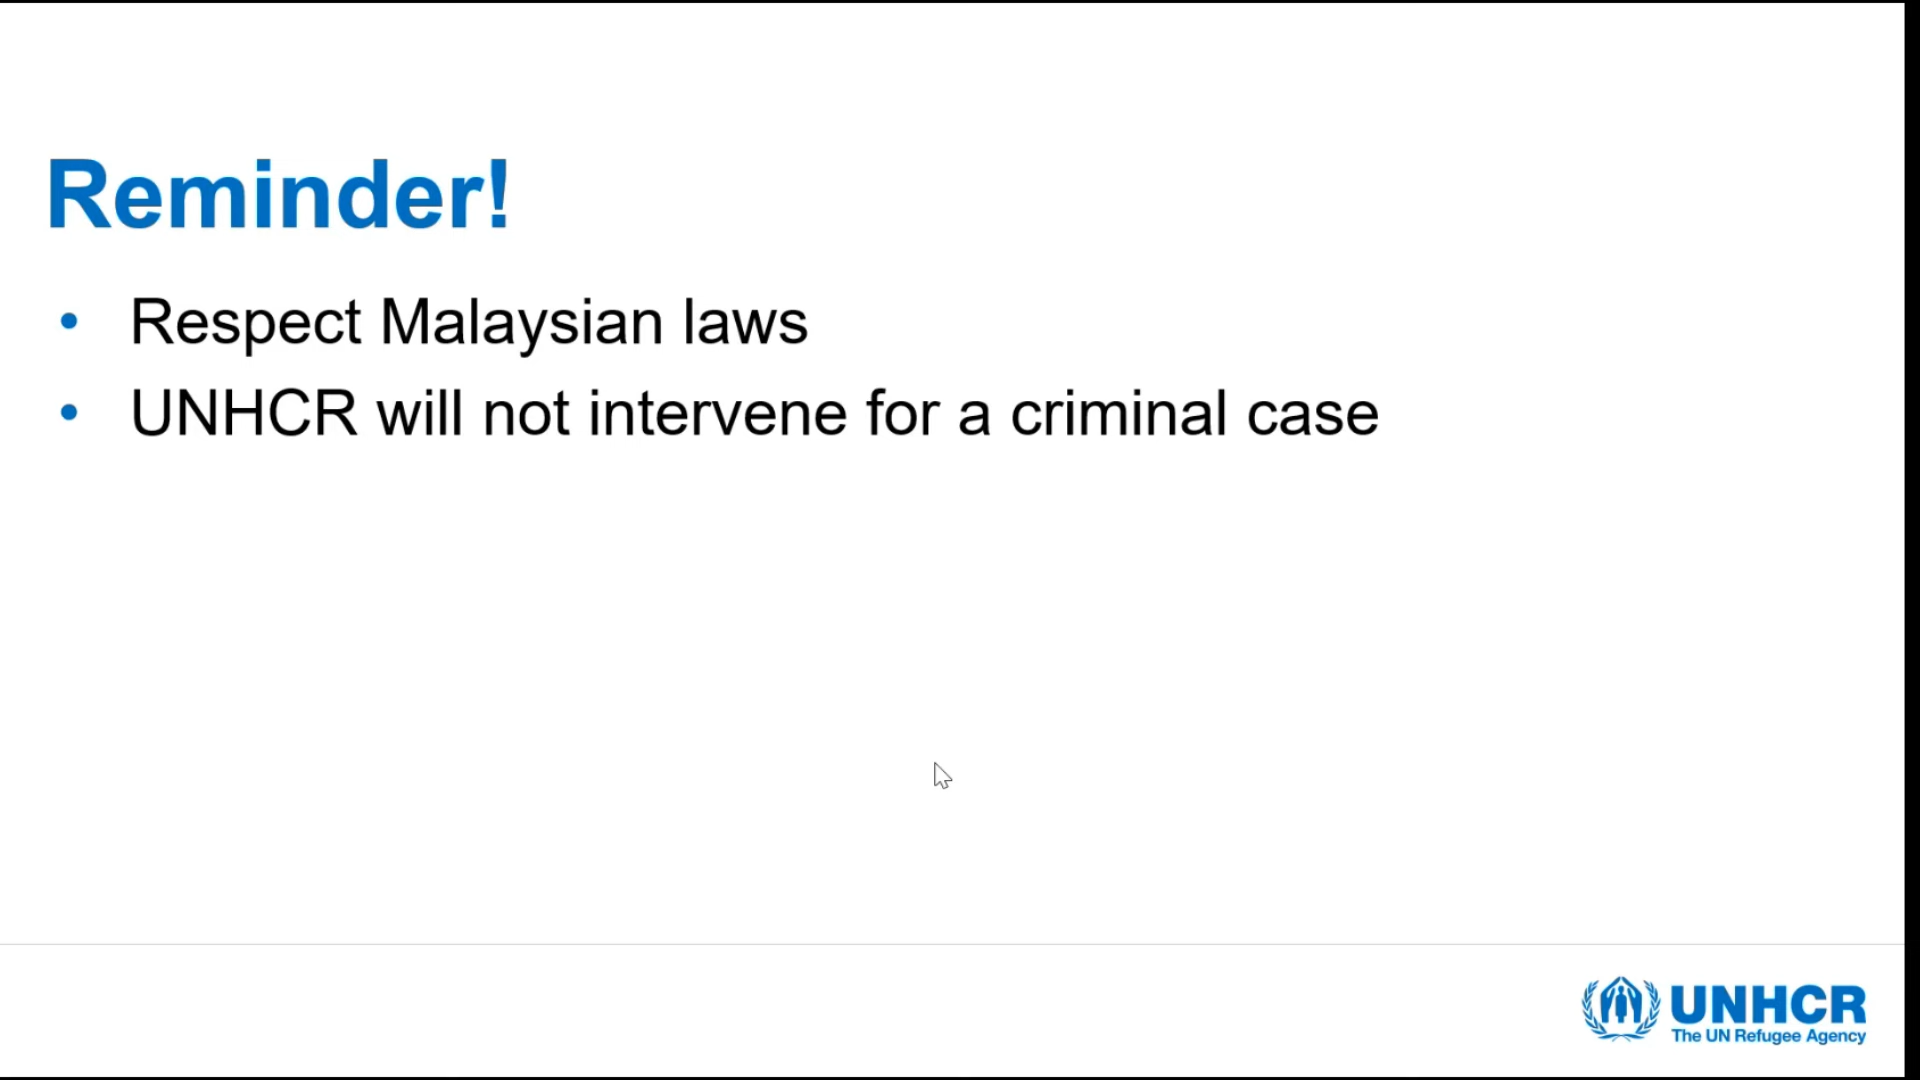 Reminder!
• Respect Malaysian laws
• UNHCR will not intervene for a criminal case
UNHCR
The UN Refugee Agency